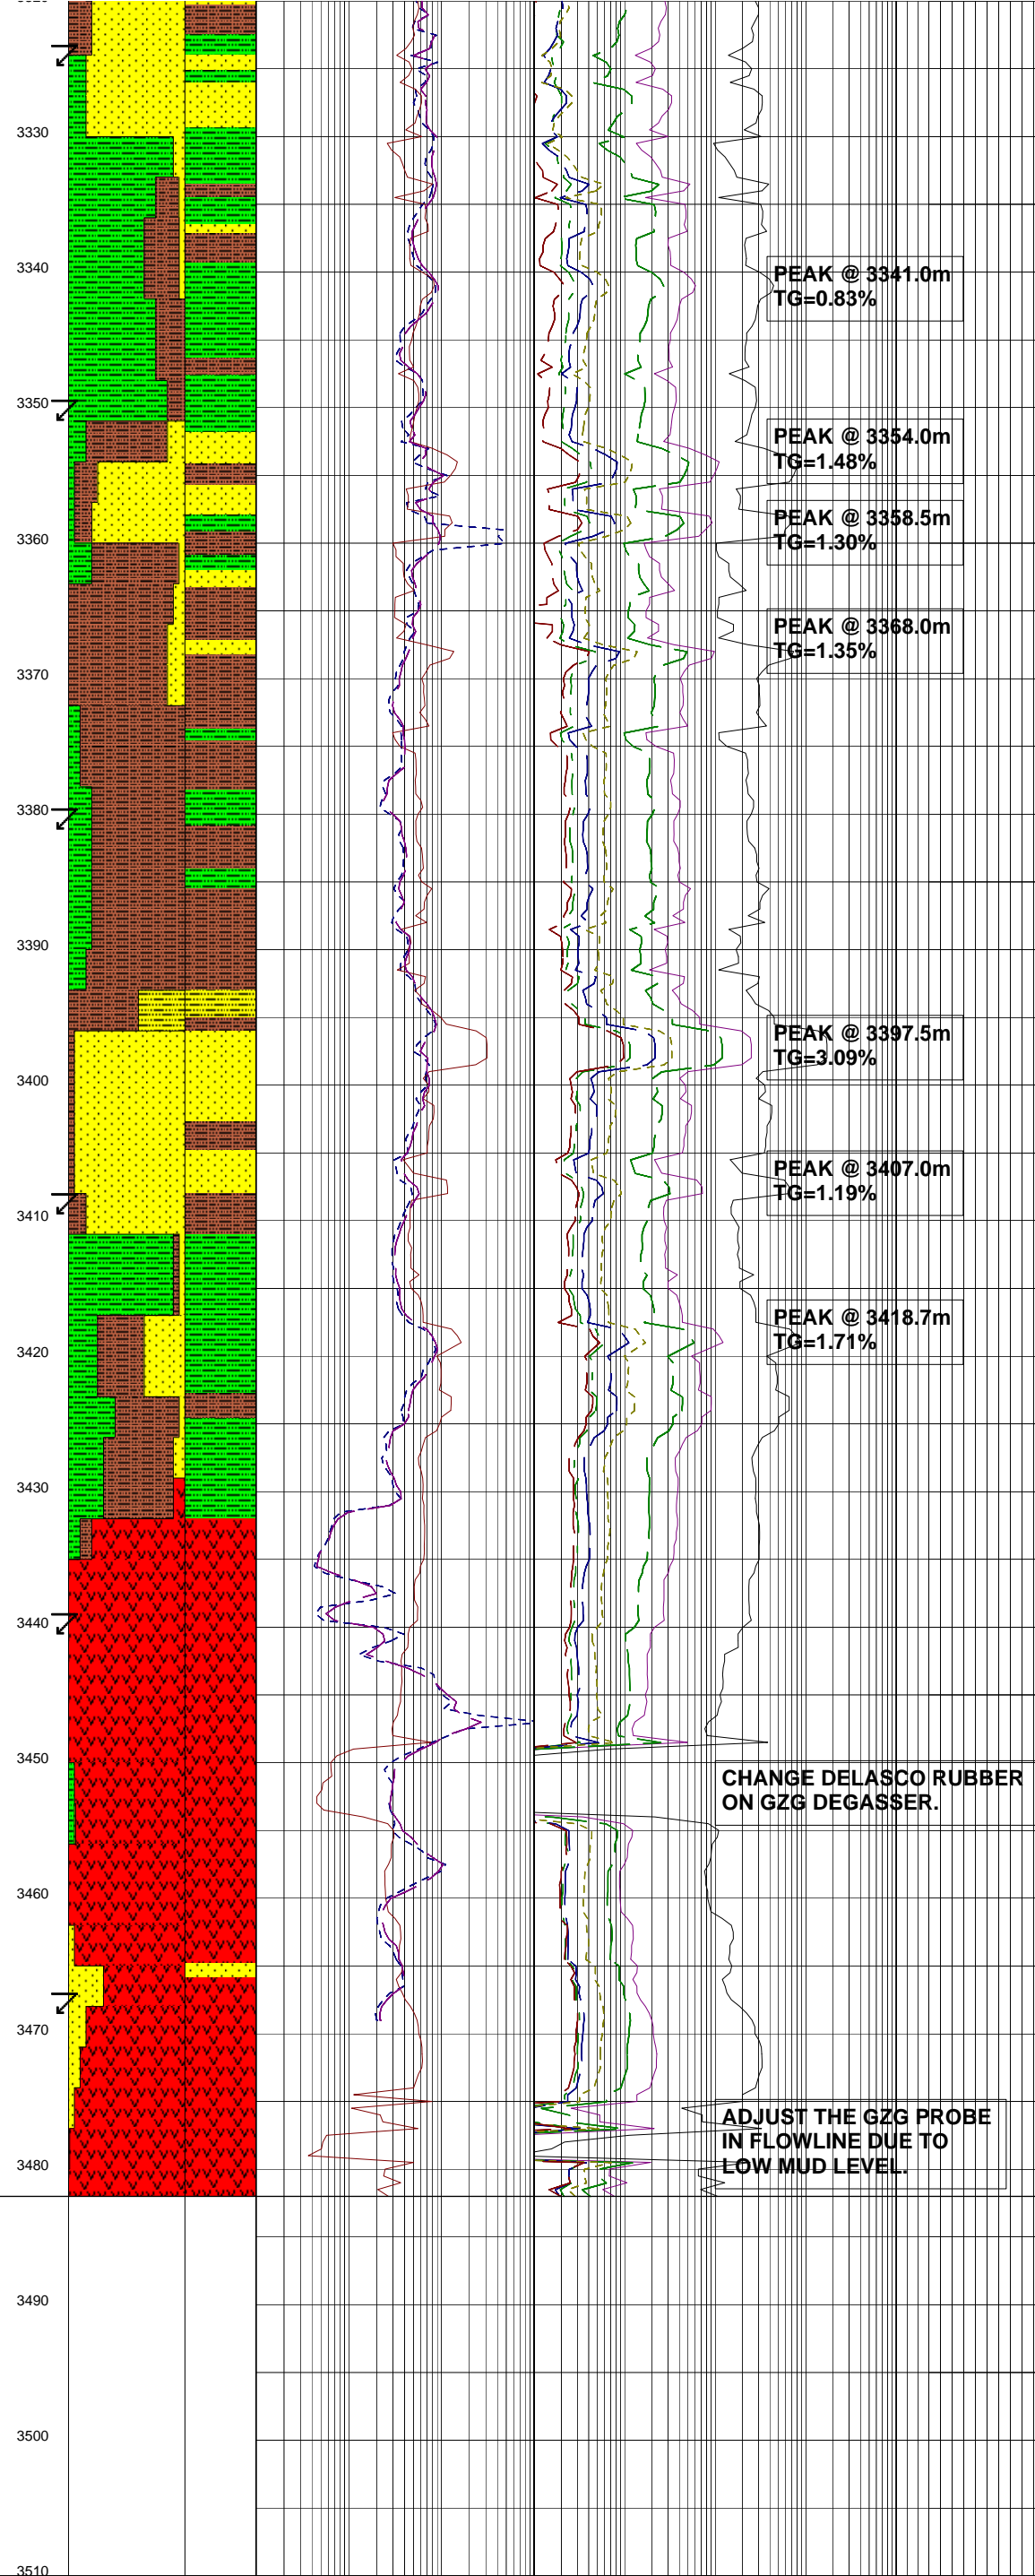 3320
3330
3340
PEAK @ 3341.0m
TG=0.83%
3350
PEAK @ 3354.0m
TG=1.48%
PEAK @ 3358.5m
TG=1.30%
3360
PEAK @ 3368.0m
TG=1.35%
3370
3380
3390
PEAK @ 3397.5m
TG=3.09%
3400
PEAK @ 3407.0m
TG=1.19%
3410
PEAK @ 3418.7m
TG=1.71%
3420
3430
3440
3450
CHANGE DELASCO RUBBER
ON GZG DEGASSER.
3460
3470
ADJUST THE GZG PROBE
IN FLOWLINE DUE TO
LOW MUD LEVEL.
3480
3490
3500
3510